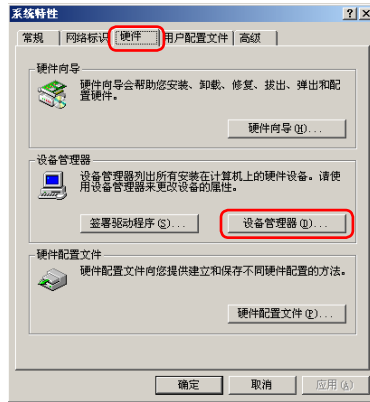 系统特性
常规 网络标识 硬件 用户配置文件 高级
硬件向导
硬件向导会帮助您安装、卸载、修复、拔出、弹出和配
置硬件。
硬件向导(H)...
设备管理器
设备管理器列出所有安装在计算机上的硬件设备。请使
用设备管理器来更改设备的属性。
签署驱动程序(S)... 设备管理器(D)...
硬件配置文件
硬件配置文件向您提供建立和保存不同硬件配置的方法。
硬件配置文件(P)...
确定 取消 应用(A)